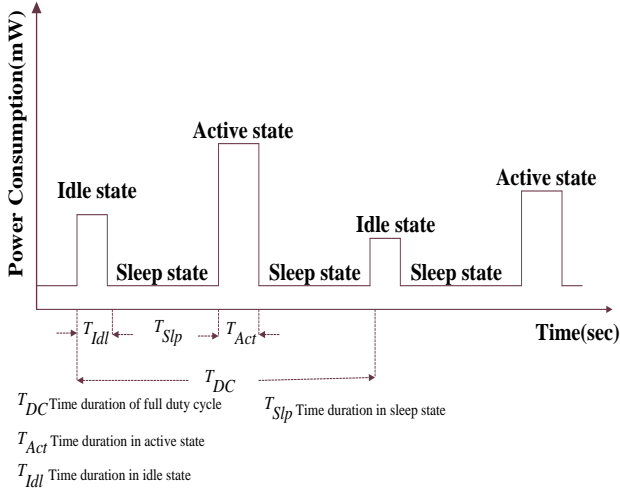 Power Consumption(mW)
Active state
Active state
Idle state
Idle state
Sleep state
Sleep state
Sleep state
Time(sec)
T_Idl
T_Slp
T_Act
T_DC
T_DC Time duration of full duty cycle
T_Slp Time duration in sleep state
T_Act Time duration in active state
T_Idl Time duration in idle state